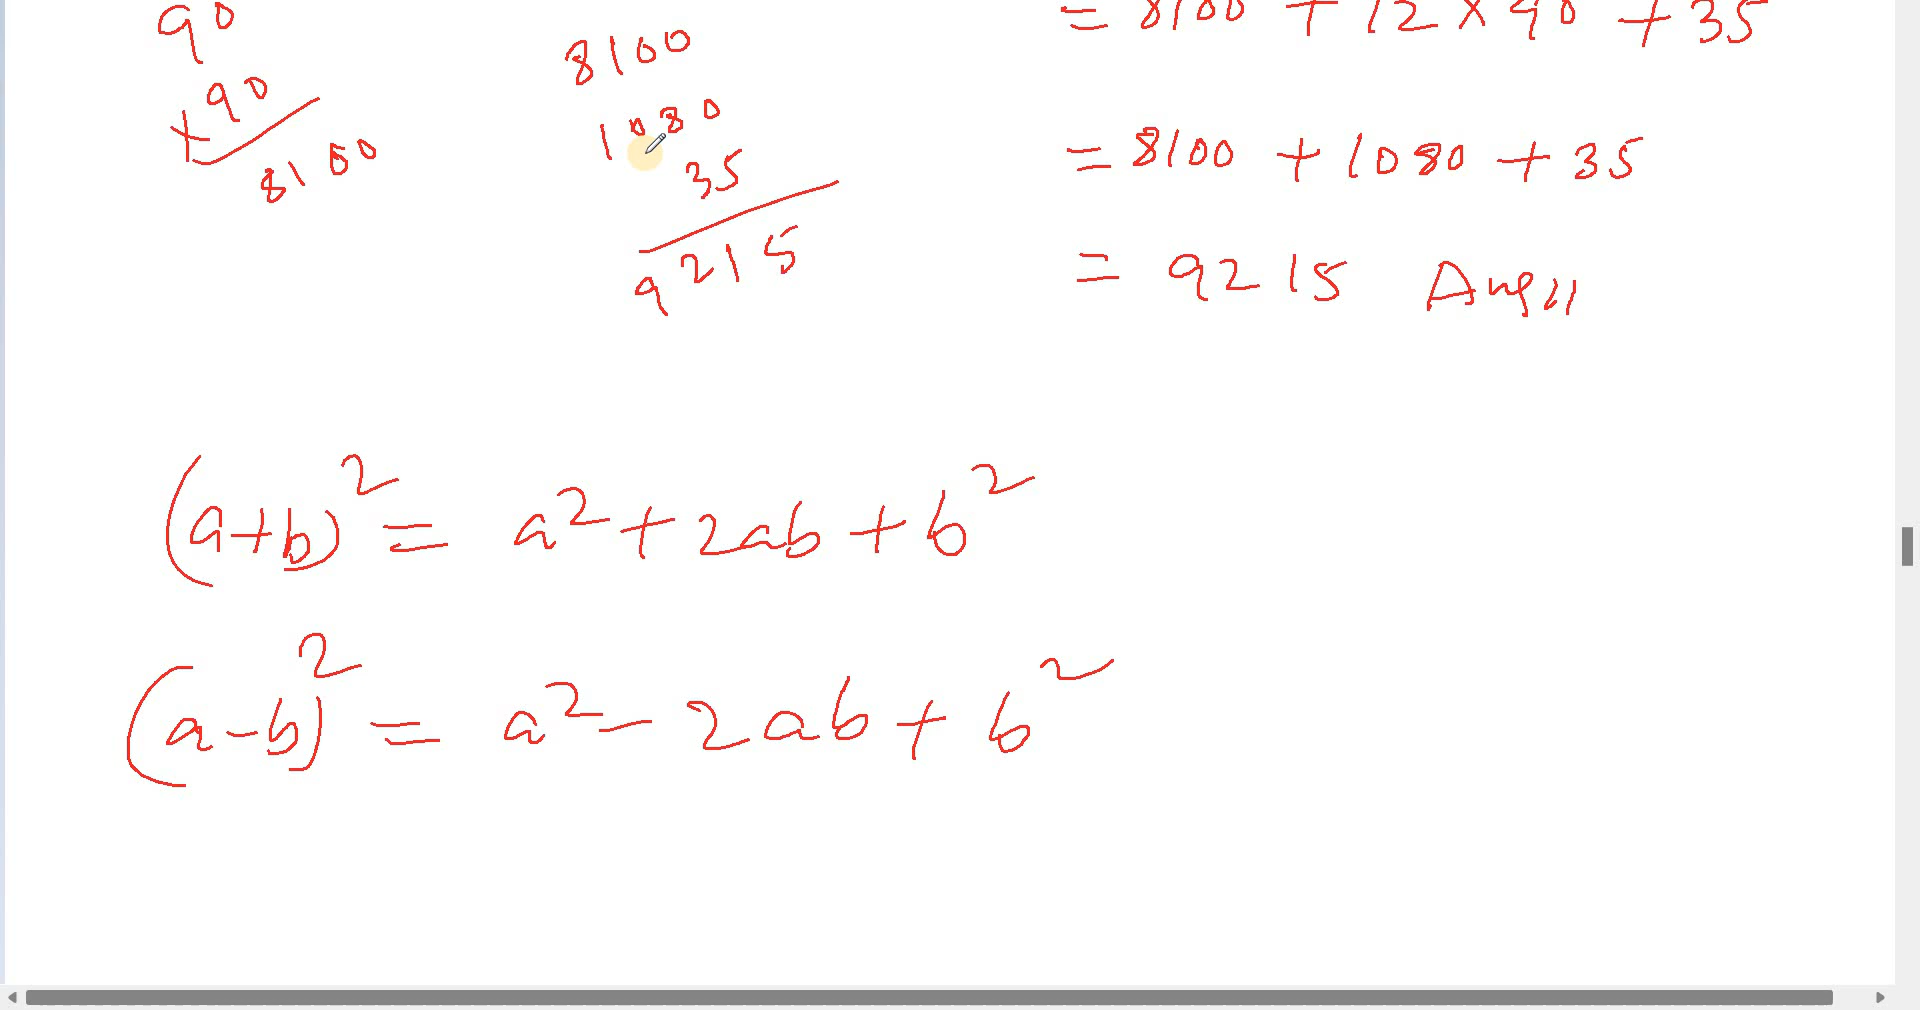 90
×90
8100
8100
1080
35
9215
= 8100 + 12 × 90 + 35
= 8100 + 1080 + 35
= 9215 Ans//
(a+b)² = a² + 2ab + b²
(a-b)² = a² - 2ab + b²